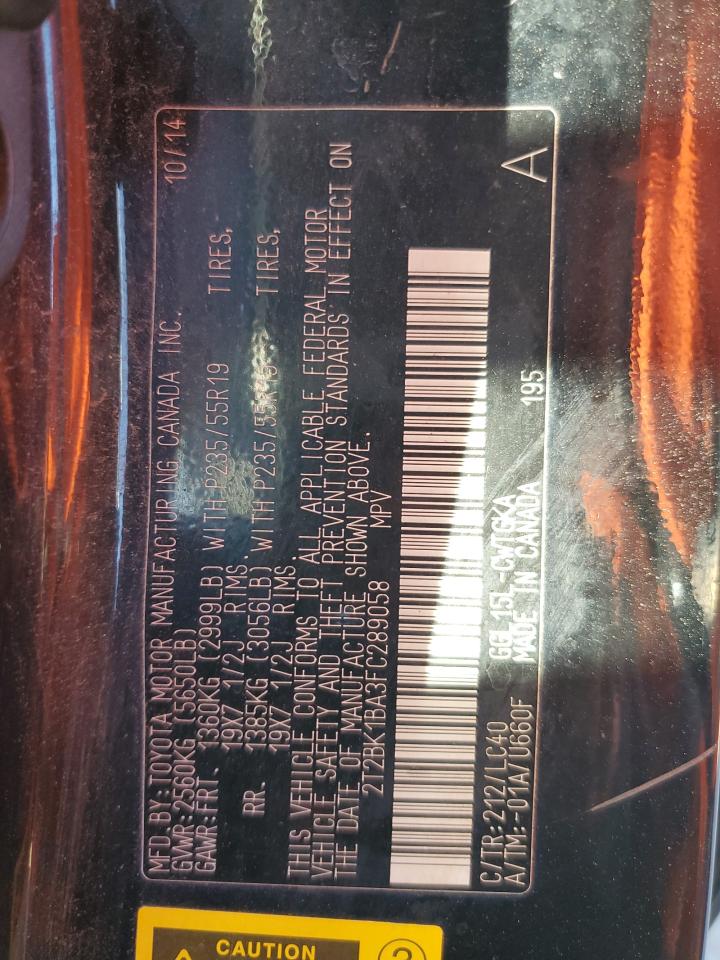 MFD.BY:TOYOTA MOTOR MANUFACTURING CANADA INC. 10/14
GVWR:2560KG (5650LB)
GAWR:FRT. 1360KG (2999LB) WITH P235/55R19 TIRES,
19X7 1/2J RIMS
RR. 1385KG (3056LB) WITH P235/55R19 TIRES,
19X7 1/2J RIMS
THIS VEHICLE CONFORMS TO ALL APPLICABLE FEDERAL MOTOR
VEHICLE SAFETY AND THEFT PREVENTION STANDARDS IN EFFECT ON
THE DATE OF MANUFACTURE SHOWN ABOVE.
2T2BK1BA3FC289058 MPV
C/TR:212/LC40 GGL15L-CWTGKA
A/TM:-01A/U660F MADE IN CANADA 195 A
CAUTION